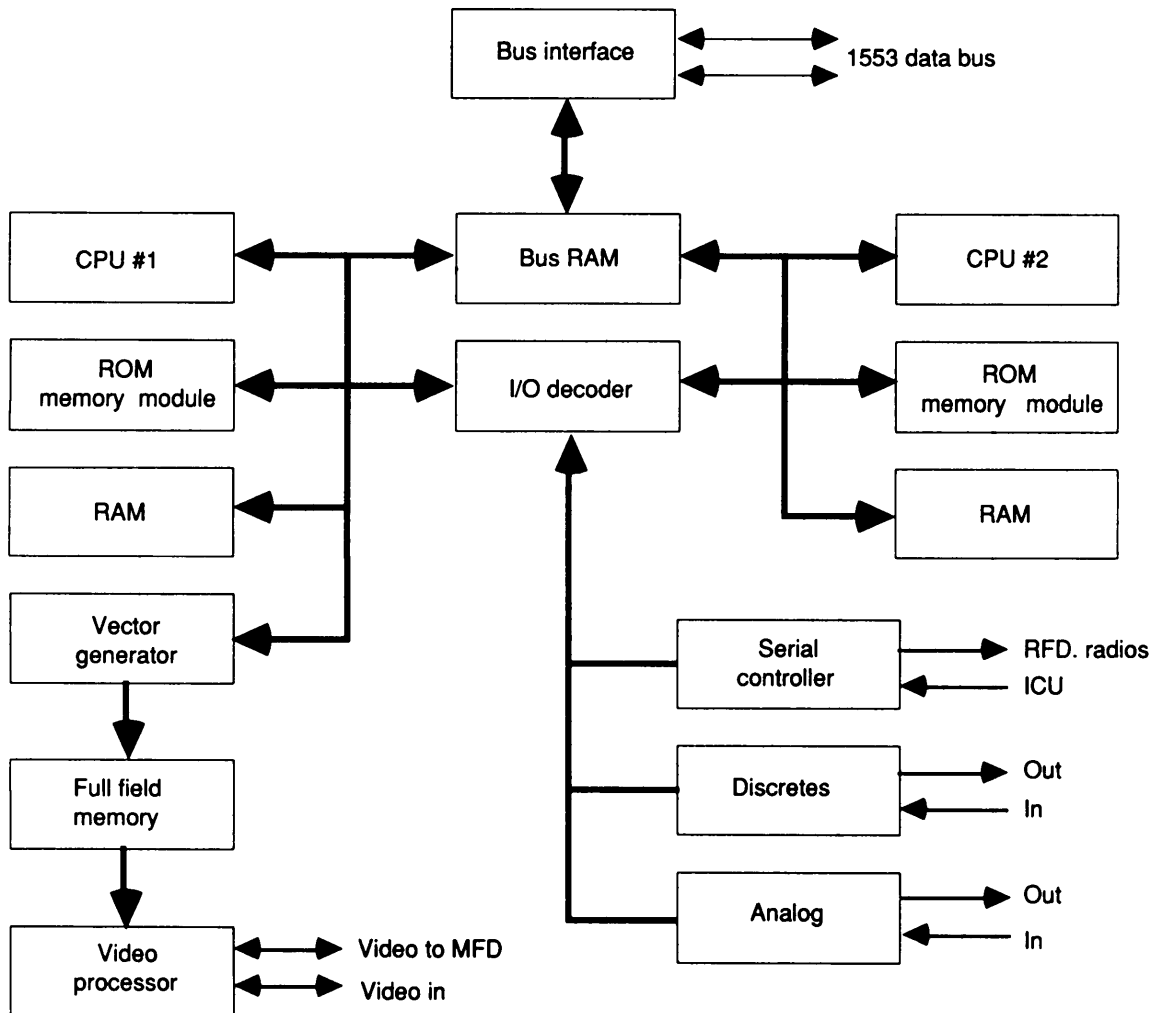 Bus interface
1553 data bus
CPU #1
Bus RAM
CPU #2
ROM
memory module
I/O decoder
ROM
memory module
RAM
RAM
Vector
generator
Serial
controller
RFD. radios
ICU
Full field
memory
Discretes
Out
In
Analog
Out
In
Video
processor
Video to MFD
Video in